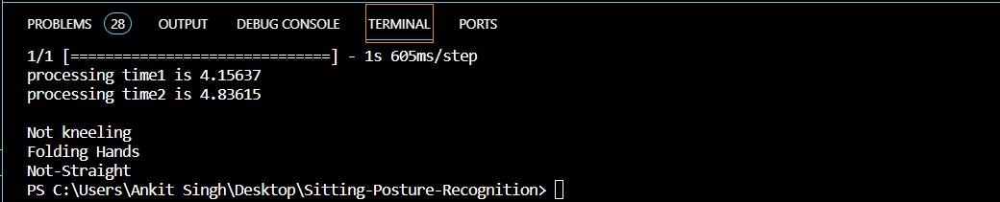 PROBLEMS 28 OUTPUT DEBUG CONSOLE TERMINAL PORTS
1/1 [==============================] - 1s 605ms/step
processing time1 is 4.15637
processing time2 is 4.83615
Not kneeling
Folding Hands
Not-Straight
PS C:\Users\Ankit Singh\Desktop\Sitting-Posture-Recognition>